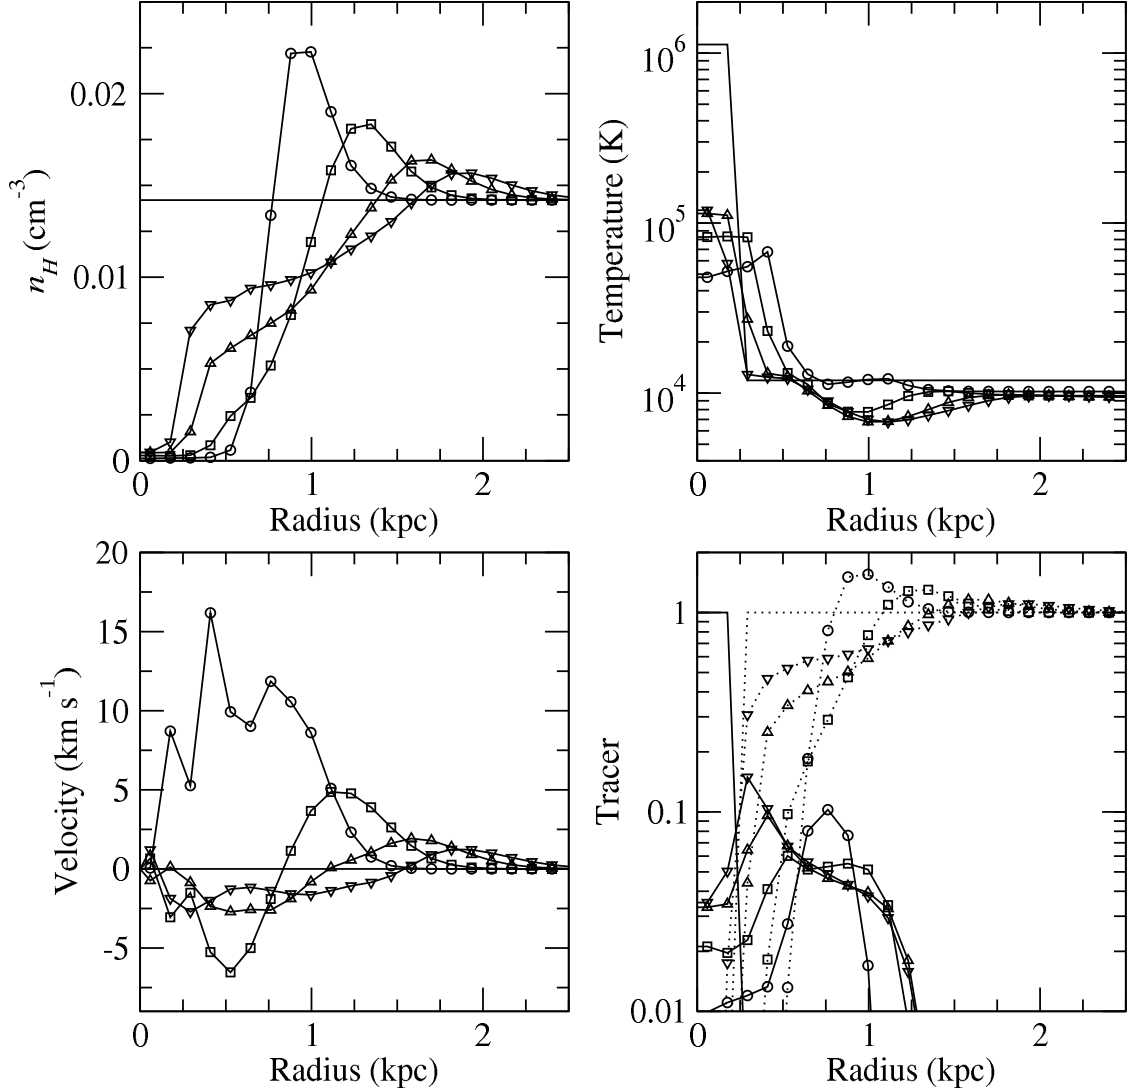 0.02
0.01
0
n_H (cm^-3)
0 1 2
Radius (kpc)
10^6
10^5
10^4
Temperature (K)
0 1 2
Radius (kpc)
20
15
10
5
0
-5
Velocity (km s^-1)
0 1 2
Radius (kpc)
1
0.1
0.01
Tracer
0 1 2
Radius (kpc)